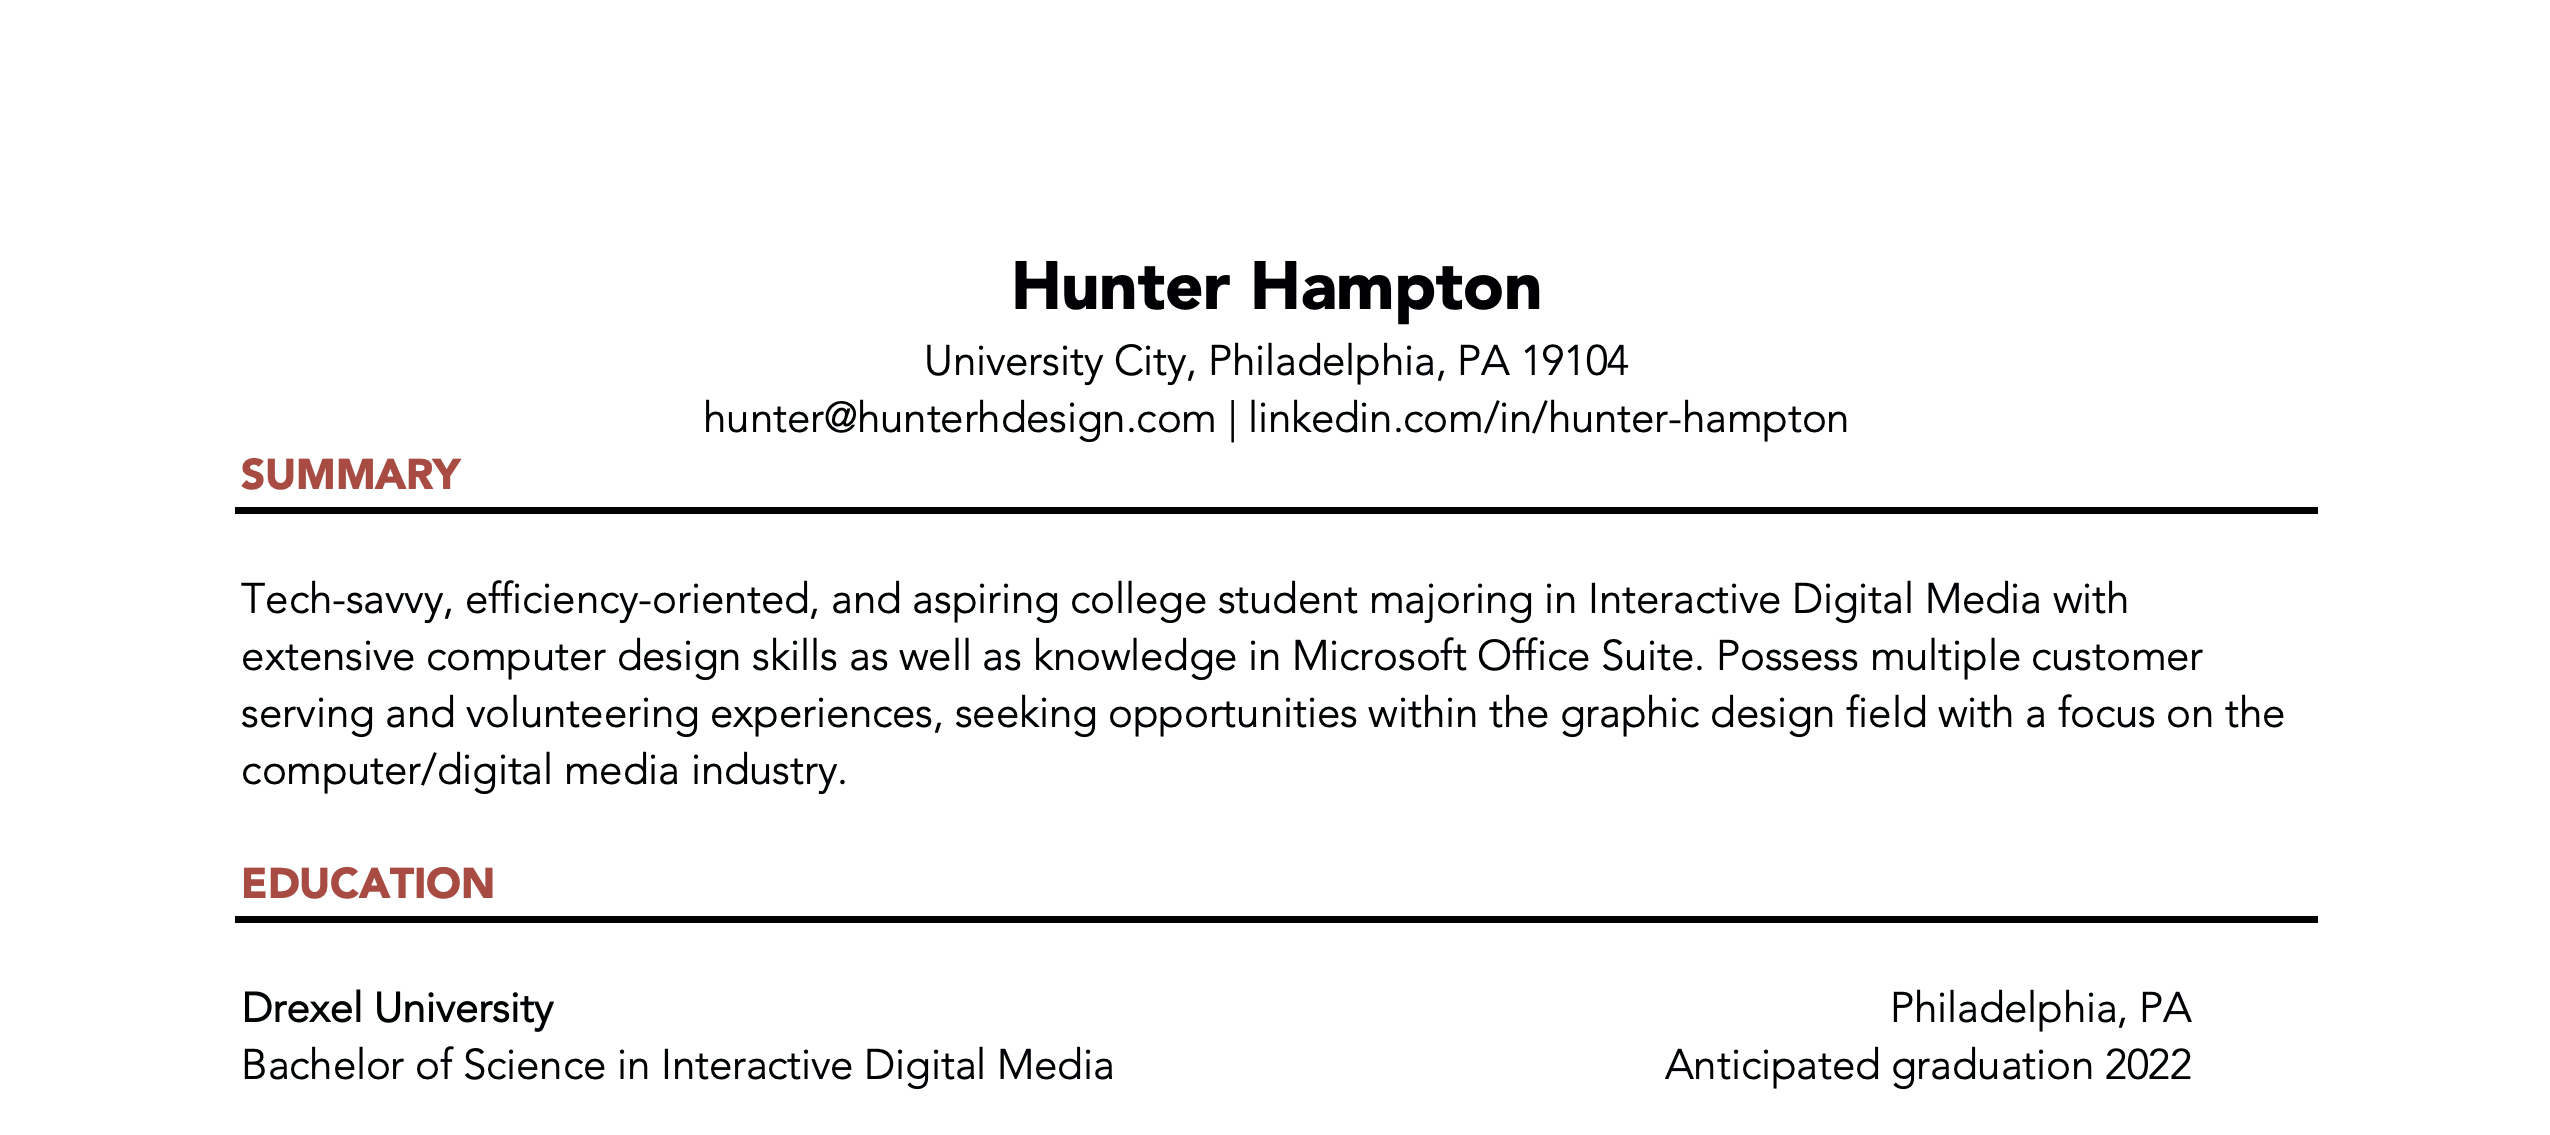 Hunter Hampton
University City, Philadelphia, PA 19104
hunter@hunterhdesign.com | linkedin.com/in/hunter-hampton
SUMMARY
Tech-savvy, efficiency-oriented, and aspiring college student majoring in Interactive Digital Media with
extensive computer design skills as well as knowledge in Microsoft Office Suite. Possess multiple customer
serving and volunteering experiences, seeking opportunities within the graphic design field with a focus on the
computer/digital media industry.
EDUCATION
Drexel University Philadelphia, PA
Bachelor of Science in Interactive Digital Media Anticipated graduation 2022